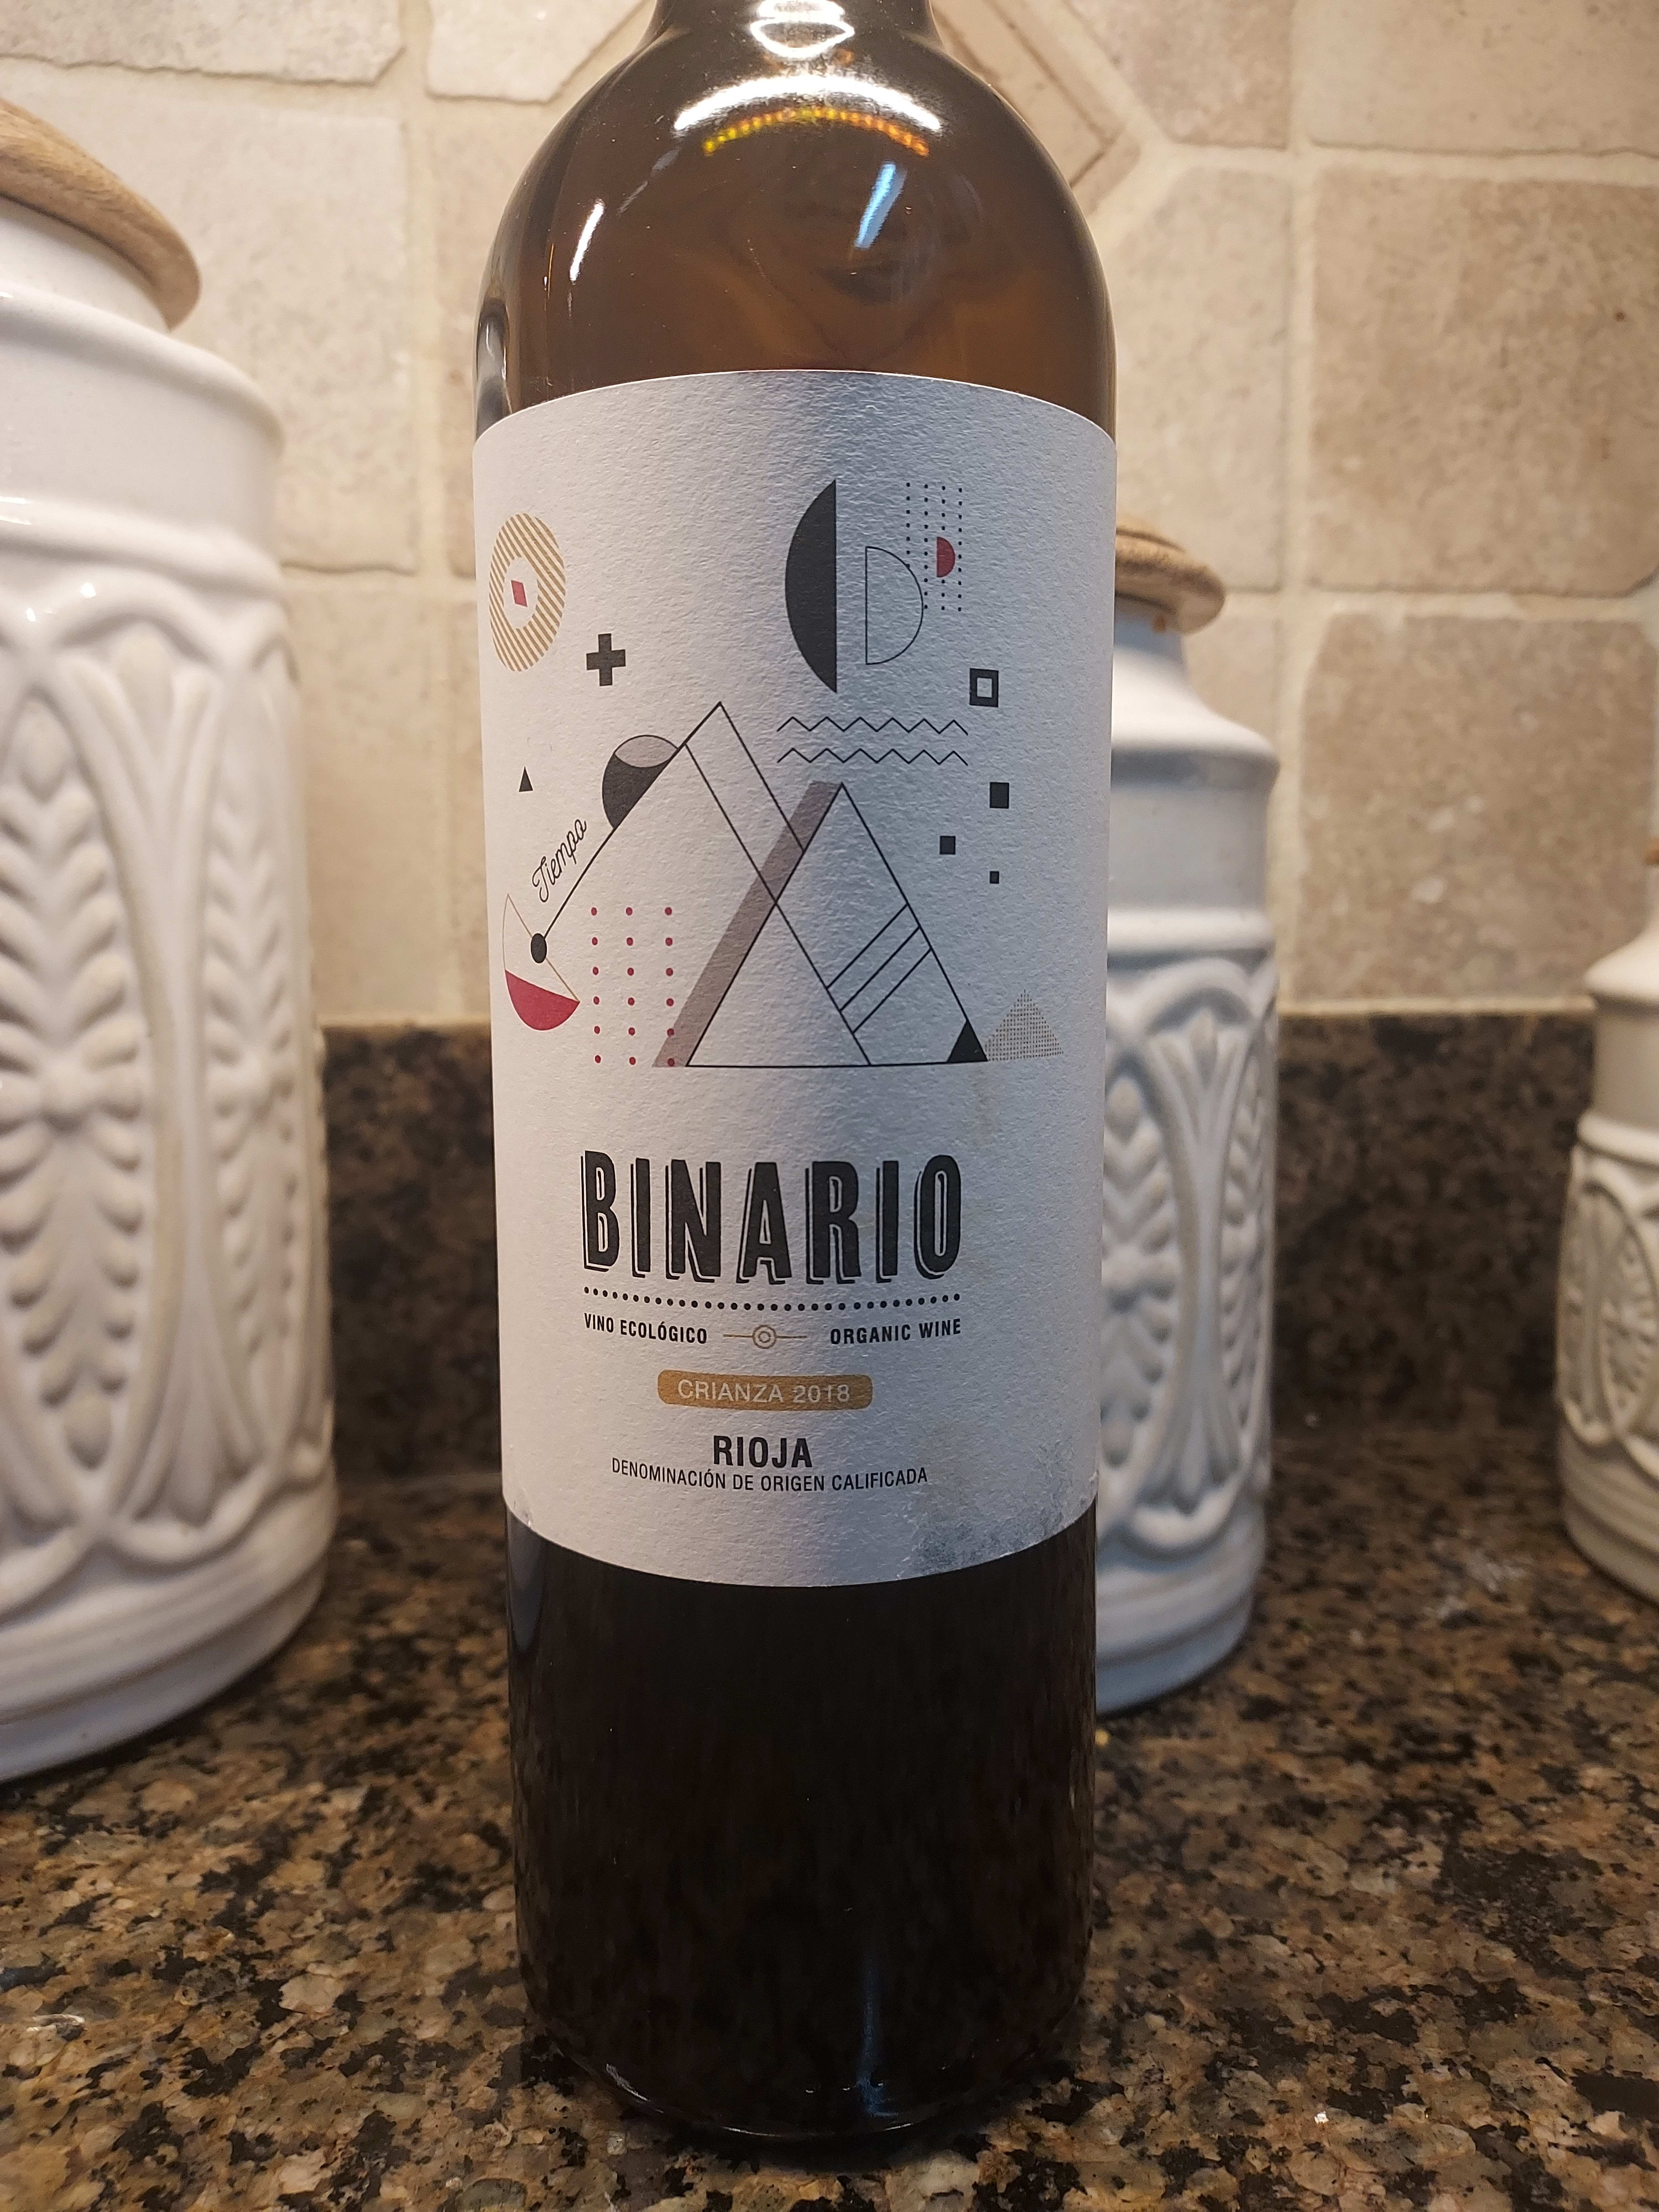 Tiempo
BINARIO
VINO ECOLÓGICO ORGANIC WINE
CRIANZA 2018
RIOJA
DENOMINACIÓN DE ORIGEN CALIFICADA